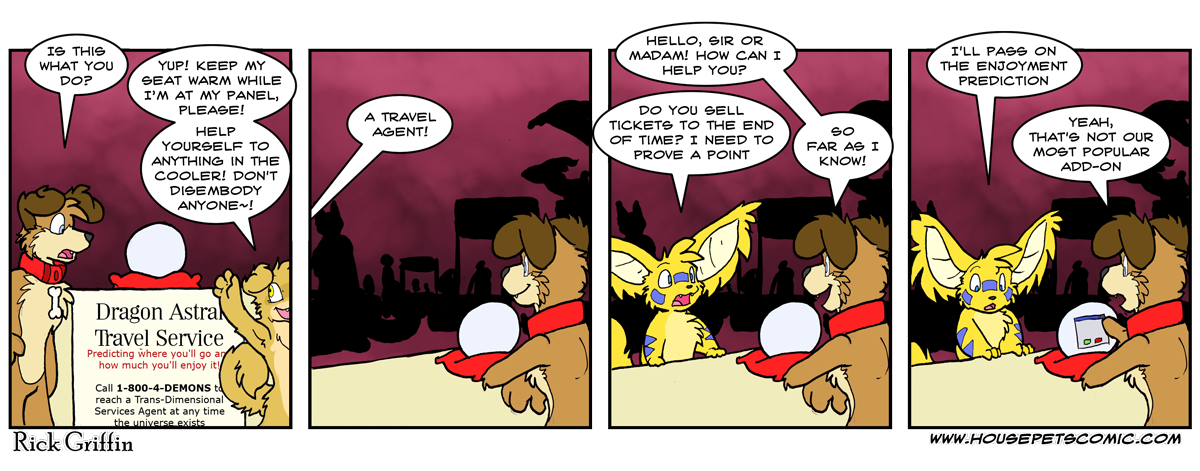 IS THIS
WHAT YOU
DO?
YUP! KEEP MY
SEAT WARM WHILE
I'M AT MY PANEL,
PLEASE!
HELP
YOURSELF TO
ANYTHING IN THE
COOLER! DON'T
DISEMBODY
ANYONE~!
Dragon Astral
Travel Service
Predicting where you'll go an
how much you'll enjoy it!
Call 1-800-4-DEMONS to
reach a Trans-Dimensional
Services Agent at any time
the universe exists
A TRAVEL
AGENT!
HELLO, SIR OR
MADAM! HOW CAN I
HELP YOU?
DO YOU SELL
TICKETS TO THE END
OF TIME? I NEED TO
PROVE A POINT
SO
FAR AS I
KNOW!
I'LL PASS ON
THE ENJOYMENT
PREDICTION
YEAH,
THAT'S NOT OUR
MOST POPULAR
ADD-ON
Rick Griffin
WWW.HOUSEPETSCOMIC.COM